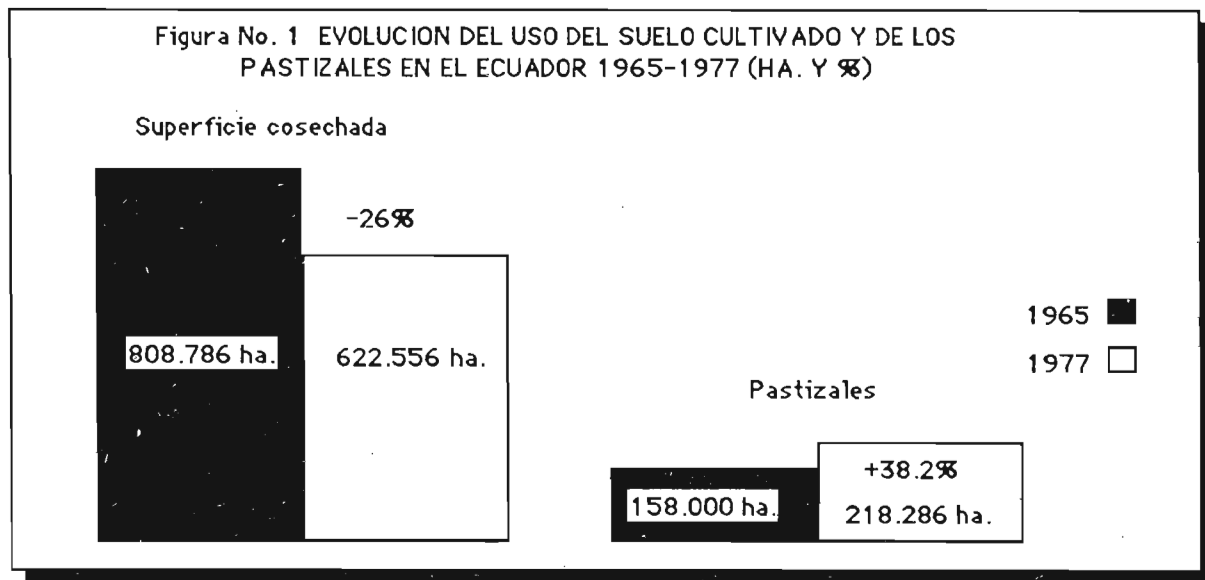 Figura No. 1 EVOLUCION DEL USO DEL SUELO CULTIVADO Y DE LOS
PASTIZALES EN EL ECUADOR 1965-1977 (HA. Y %)
Superficie cosechada
-26%
808.786 ha.
622.556 ha.
1965
1977
Pastizales
+38.2%
158.000 ha.
218.286 ha.